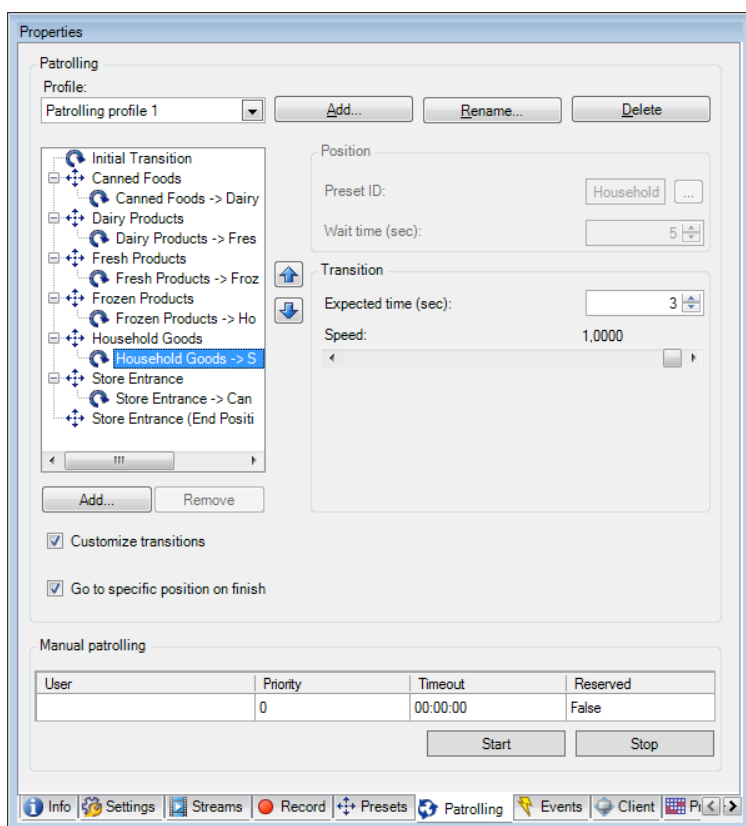 Properties
Patrolling
Profile:
Patrolling profile 1
Add...
Rename...
Delete
Initial Transition
Canned Foods
Canned Foods -> Dairy
Dairy Products
Dairy Products -> Fres
Fresh Products
Fresh Products -> Froz
Frozen Products
Frozen Products -> Ho
Household Goods
Household Goods -> S
Store Entrance
Store Entrance -> Can
Store Entrance (End Positi
Position
Preset ID: Household ...
Wait time (sec): 5
Transition
Expected time (sec): 3
Speed: 1,0000
Add... Remove
Customize transitions
Go to specific position on finish
Manual patrolling
User Priority Timeout Reserved
0 00:00:00 False
Start Stop
Info Settings Streams Record Presets Patrolling Events Client